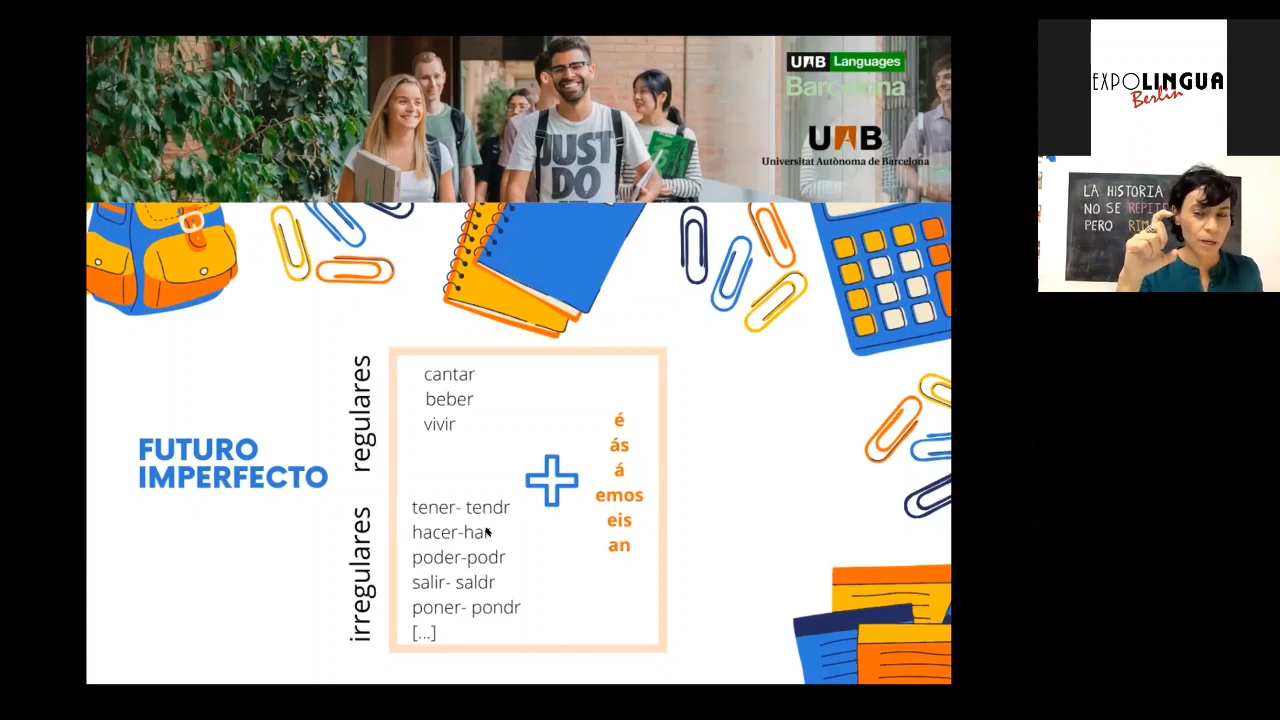 UAB Languages
Barcelona
UAB
Universitat Autònoma de Barcelona
JUST
DO
EXPOLINGUA
Berlin
LA HISTORIA
NO SE REPITE
PERO
FUTURO
IMPERFECTO
regulares
cantar
beber
vivir
irregulares
tener- tendr
hacer-har
poder-podr
salir- saldr
poner- pondr
[...]
é
ás
á
emos
eis
an